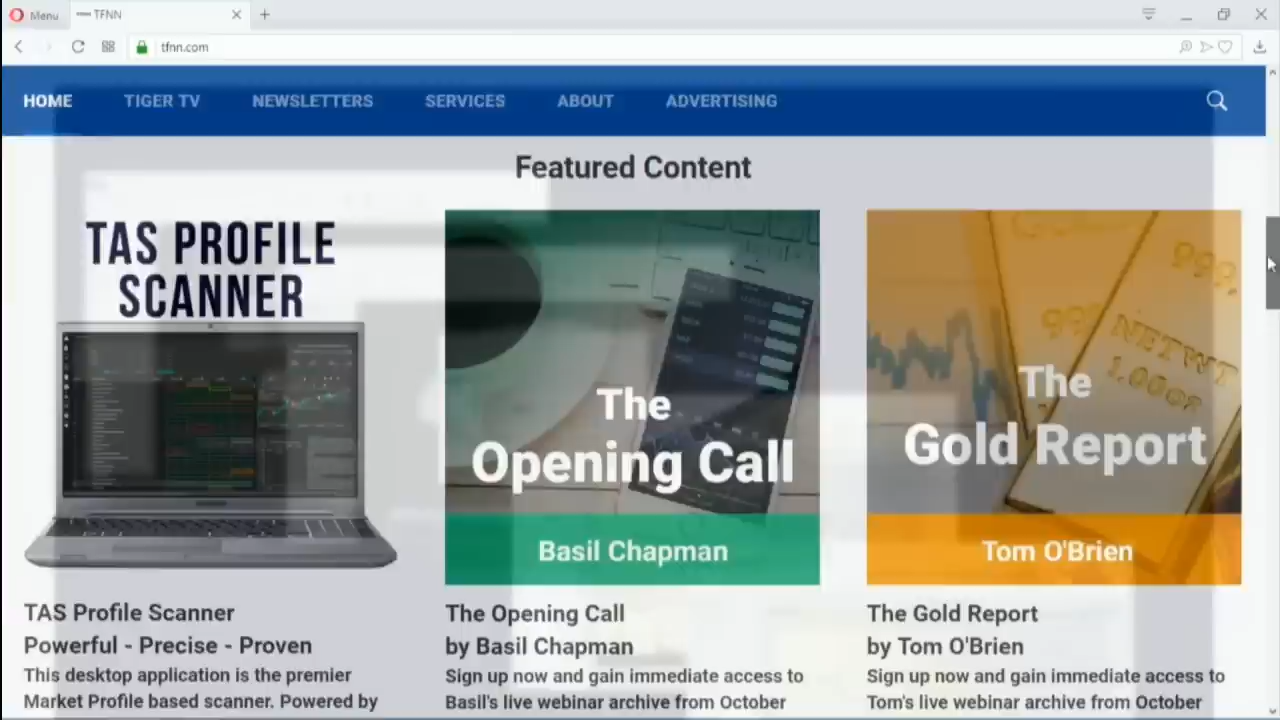 Menu
TFNN
tfnn.com
HOME
TIGER TV
NEWSLETTERS
SERVICES
ABOUT
ADVERTISING
Featured Content
TAS PROFILE
SCANNER
The
Opening Call
Basil Chapman
999.
999
NETWT
The
Gold Report
Tom O'Brien
TAS Profile Scanner
Powerful - Precise - Proven
This desktop application is the premier
Market Profile based scanner. Powered by
The Opening Call
by Basil Chapman
Sign up now and gain immediate access to
Basil's live webinar archive from October
The Gold Report
by Tom O'Brien
Sign up now and gain immediate access to
Tom's live webinar archive from October